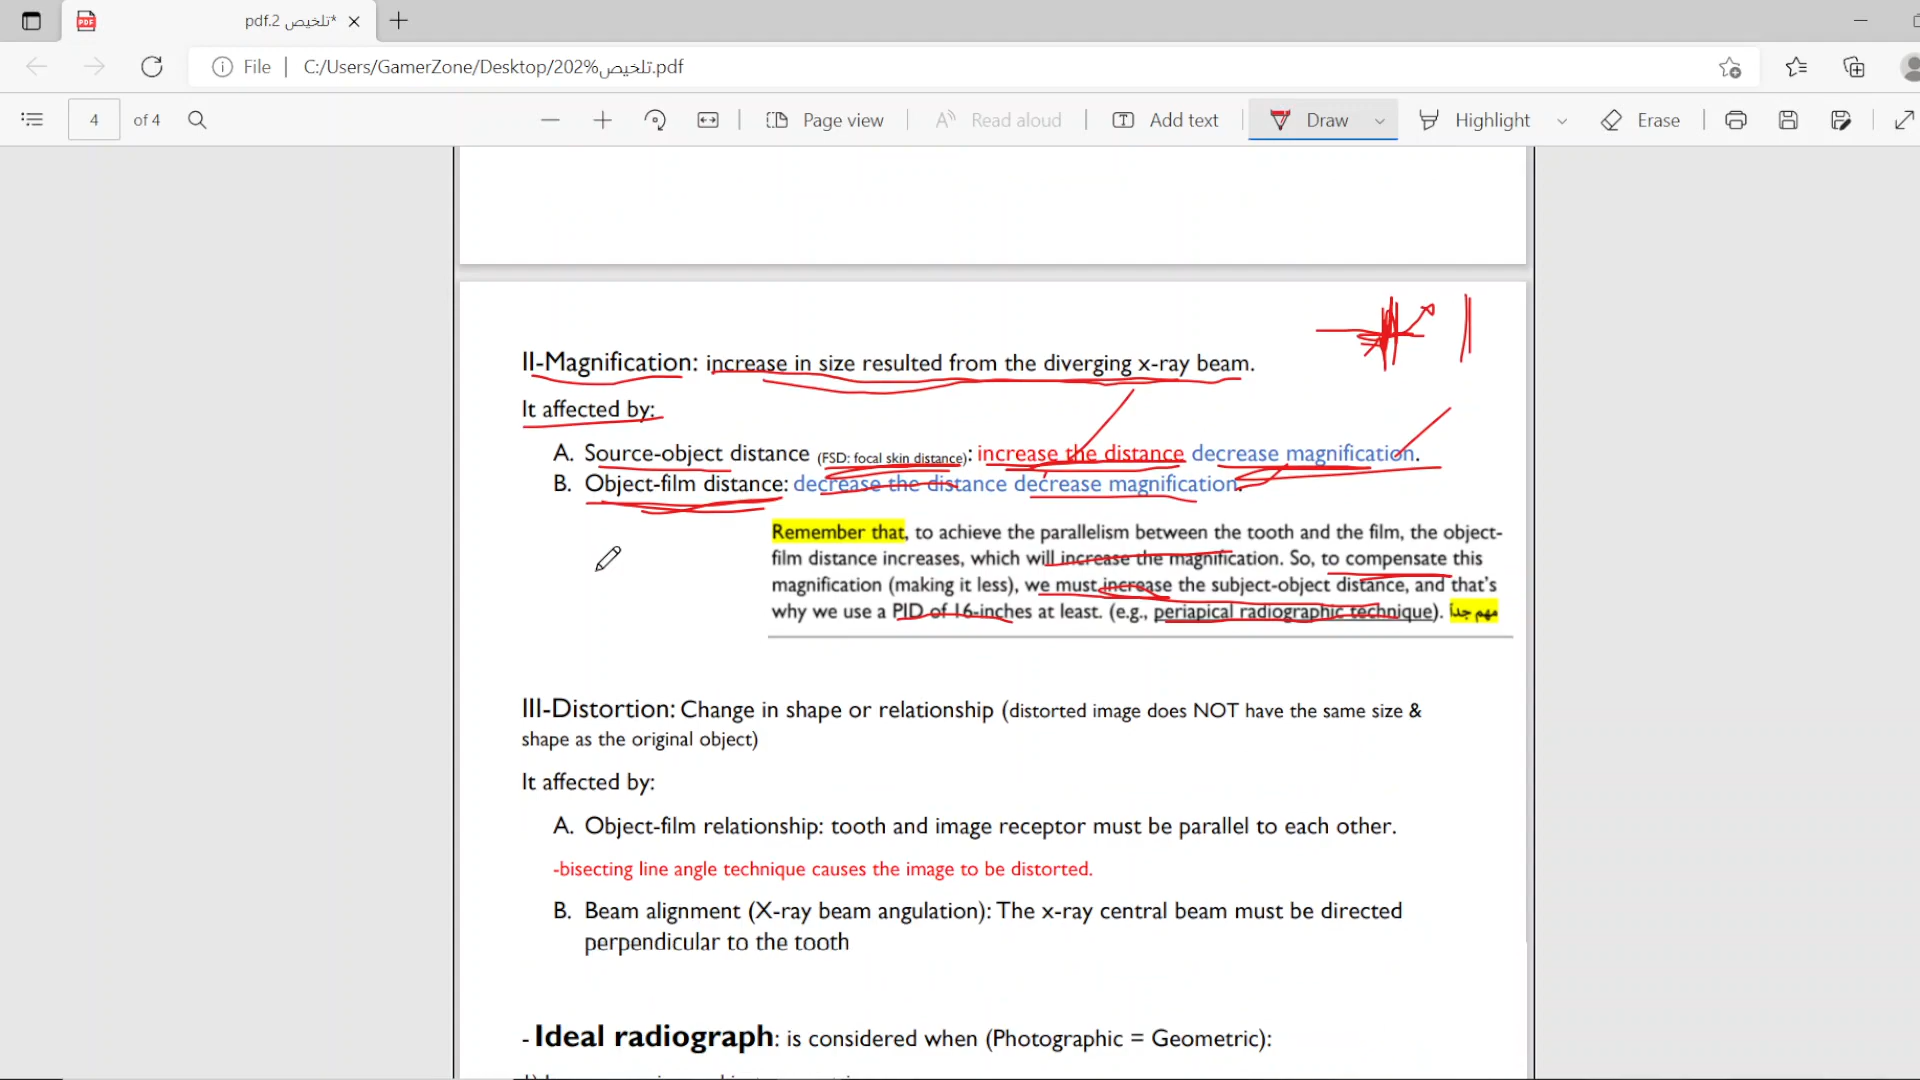 pdf.2 تلخيص*
File
C:/Users/GamerZone/Desktop/202%تلخيص.pdf
4 of 4
Page view
Read aloud
Add text
Draw
Highlight
Erase
II-Magnification: increase in size resulted from the diverging x-ray beam.
It affected by:
A. Source-object distance (FSD: focal skin distance): increase the distance decrease magnification.
B. Object-film distance: decrease the distance decrease magnification.
Remember that, to achieve the parallelism between the tooth and the film, the object-
film distance increases, which will increase the magnification. So, to compensate this
magnification (making it less), we must increase the subject-object distance, and that's
why we use a PID of 16-inches at least. (e.g., periapical radiographic technique). مهم جداً
III-Distortion: Change in shape or relationship (distorted image does NOT have the same size &
shape as the original object)
It affected by:
A. Object-film relationship: tooth and image receptor must be parallel to each other.
-bisecting line angle technique causes the image to be distorted.
B. Beam alignment (X-ray beam angulation): The x-ray central beam must be directed
perpendicular to the tooth
- Ideal radiograph: is considered when (Photographic = Geometric):